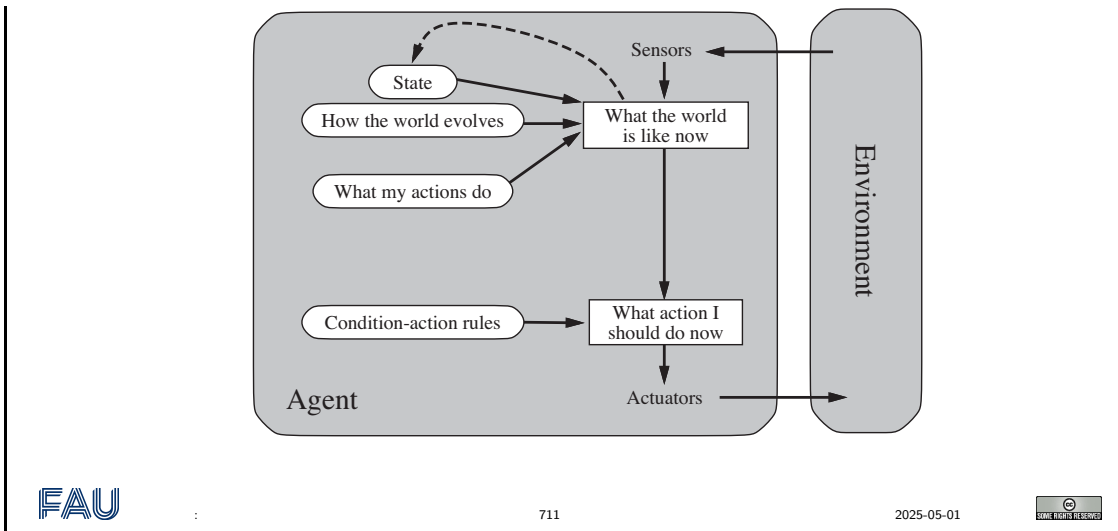 Sensors
State
How the world evolves
What the world
is like now
What my actions do
Environment
Condition-action rules
What action I
should do now
Agent
Actuators
FAU
:
711
2025-05-01
cc
SOME RIGHTS RESERVED